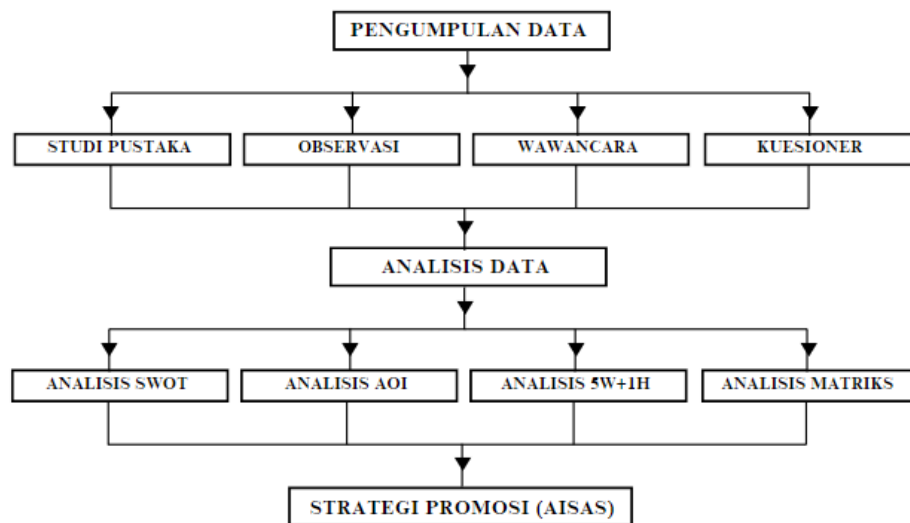 PENGUMPULAN DATA
STUDI PUSTAKA
OBSERVASI
WAWANCARA
KUESIONER
ANALISIS DATA
ANALISIS SWOT
ANALISIS AOI
ANALISIS 5W+1H
ANALISIS MATRIKS
STRATEGI PROMOSI (AISAS)